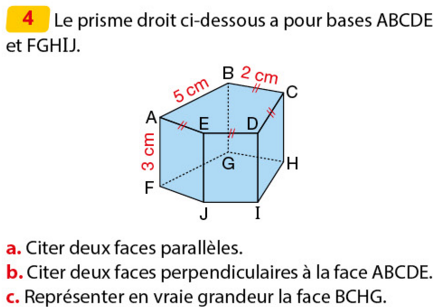 4 Le prisme droit ci-dessous a pour bases ABCDE
et FGHIJ.
B 2 cm
5 cm
C
A
E D
3 cm
G
H
F
J I
a. Citer deux faces parallèles.
b. Citer deux faces perpendiculaires à la face ABCDE.
c. Représenter en vraie grandeur la face BCHG.